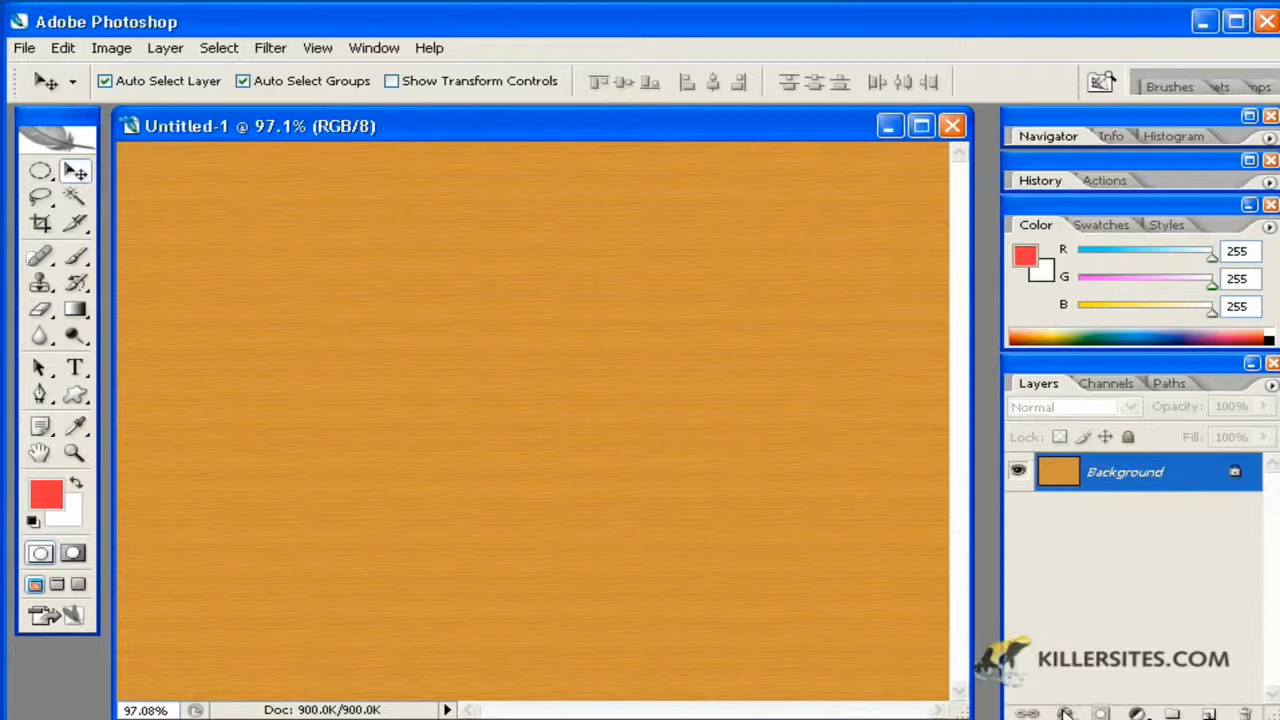 Adobe Photoshop
File Edit Image Layer Select Filter View Window Help
Auto Select Layer Auto Select Groups Show Transform Controls
Brushes ets mps
Untitled-1 @ 97.1% (RGB/8)
Navigator Info Histogram
History Actions
Color Swatches Styles
R 255
G 255
B 255
Layers Channels Paths
Normal Opacity: 100%
Lock: Fill: 100%
Background
T
KILLERSITES.COM
97.08% Doc: 900.0K/900.0K